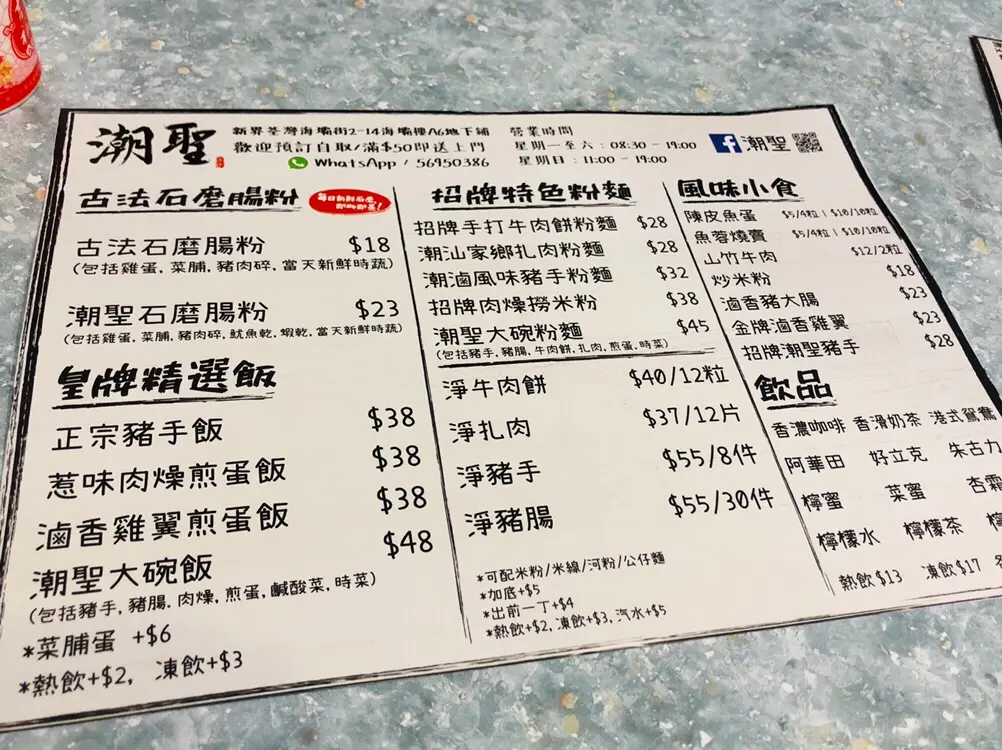 潮聖
新界荃灣海壩街2-14海壩樓A6地下鋪
歡迎預訂自取/滿$50即送上門
WhatsApp / 56950386
營業時間
星期一至六：08:30 - 19:00
星期日：11:00 - 19:00
潮聖
古法石磨腸粉
古法石磨腸粉 $18
(包括雞蛋, 菜脯, 豬肉碎, 當天新鮮時蔬)
潮聖石磨腸粉 $23
(包括雞蛋, 菜脯, 豬肉碎, 魷魚乾, 蝦乾, 當天新鮮時蔬)
皇牌精選飯
正宗豬手飯 $38
惹味肉燥煎蛋飯 $38
滷香雞翼煎蛋飯 $38
潮聖大碗飯 $48
(包括豬手, 豬腸, 肉燥, 煎蛋, 鹹酸菜, 時菜)
*菜脯蛋 +$6
*熱飲+$2, 凍飲+$3
招牌特色粉麵
招牌手打牛肉餅粉麵 $28
潮汕家鄉扎肉粉麵 $28
潮滷風味豬手粉麵 $32
招牌肉燥撈米粉 $38
潮聖大碗粉麵 $45
(包括豬手, 豬腸, 牛肉餅, 扎肉, 煎蛋, 時菜)
淨牛肉餅 $40/12粒
淨扎肉 $37/12片
淨豬手 $55/8件
淨豬腸 $55/30件
*可配米粉/米線/河粉/公仔麵
*加底+$5
*出前一丁+$4
*熱飲+$2, 凍飲+$3, 汽水+$5
風味小食
陳皮魚蛋 $5/4粒 | $10/10粒
魚蓉燒賣 $5/4粒 | $10/10粒
山竹牛肉 $12/2粒
炒米粉 $18
滷香豬大腸 $23
金牌滷香雞翼 $23
招牌潮聖豬手 $28
飲品
香濃咖啡 香滑奶茶 港式鴛鴦
阿華田 好立克 朱古力
檸蜜 菜蜜 杏霜
檸檬水 檸檬茶
熱飲$13 凍飲$17